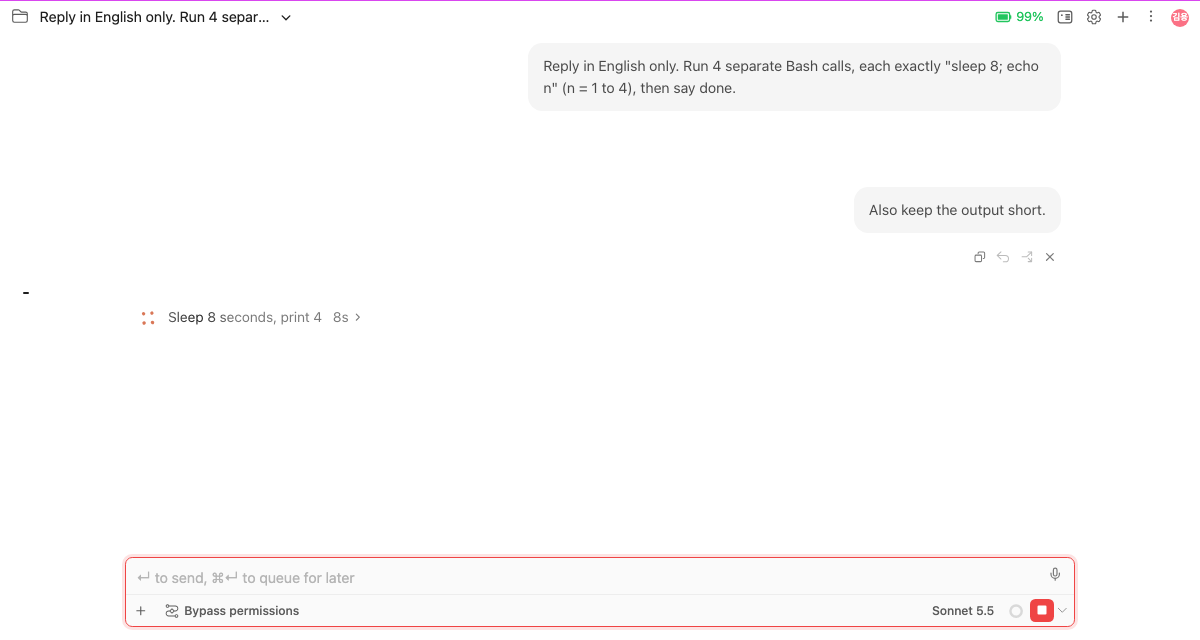 Reply in English only. Run 4 separ...
99%
김용
Reply in English only. Run 4 separate Bash calls, each exactly "sleep 8; echo
n" (n = 1 to 4), then say done.
Also keep the output short.
Sleep 8 seconds, print 4 8s
↵ to send, ⌘↵ to queue for later
Bypass permissions
Sonnet 5.5